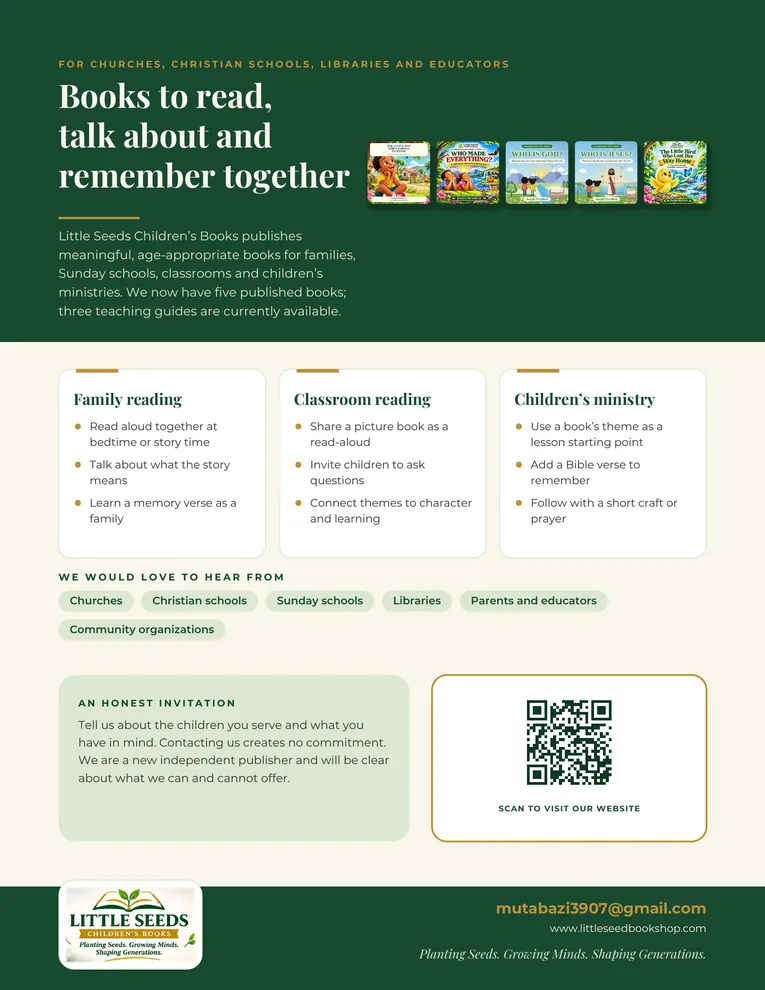 FOR CHURCHES, CHRISTIAN SCHOOLS, LIBRARIES AND EDUCATORS
Books to read,
talk about and
remember together
WHO MADE
EVERYTHING?
WHO IS GOD?
WHO IS JESUS?
The Little Bird
Who Lost Her
Way Home
Little Seeds Children's Books publishes
meaningful, age-appropriate books for families,
Sunday schools, classrooms and children's
ministries. We now have five published books;
three teaching guides are currently available.
Family reading
Read aloud together at
bedtime or story time
Talk about what the story
means
Learn a memory verse as a
family
Classroom reading
Share a picture book as a
read-aloud
Invite children to ask
questions
Connect themes to character
and learning
Children's ministry
Use a book's theme as a
lesson starting point
Add a Bible verse to
remember
Follow with a short craft or
prayer
WE WOULD LOVE TO HEAR FROM
Churches
Christian schools
Sunday schools
Libraries
Parents and educators
Community organizations
AN HONEST INVITATION
Tell us about the children you serve and what you
have in mind. Contacting us creates no commitment.
We are a new independent publisher and will be clear
about what we can and cannot offer.
SCAN TO VISIT OUR WEBSITE
LITTLE SEEDS
CHILDREN'S BOOKS
Planting Seeds. Growing Minds.
Shaping Generations.
mutabazi3907@gmail.com
www.littleseedbookshop.com
Planting Seeds. Growing Minds. Shaping Generations.